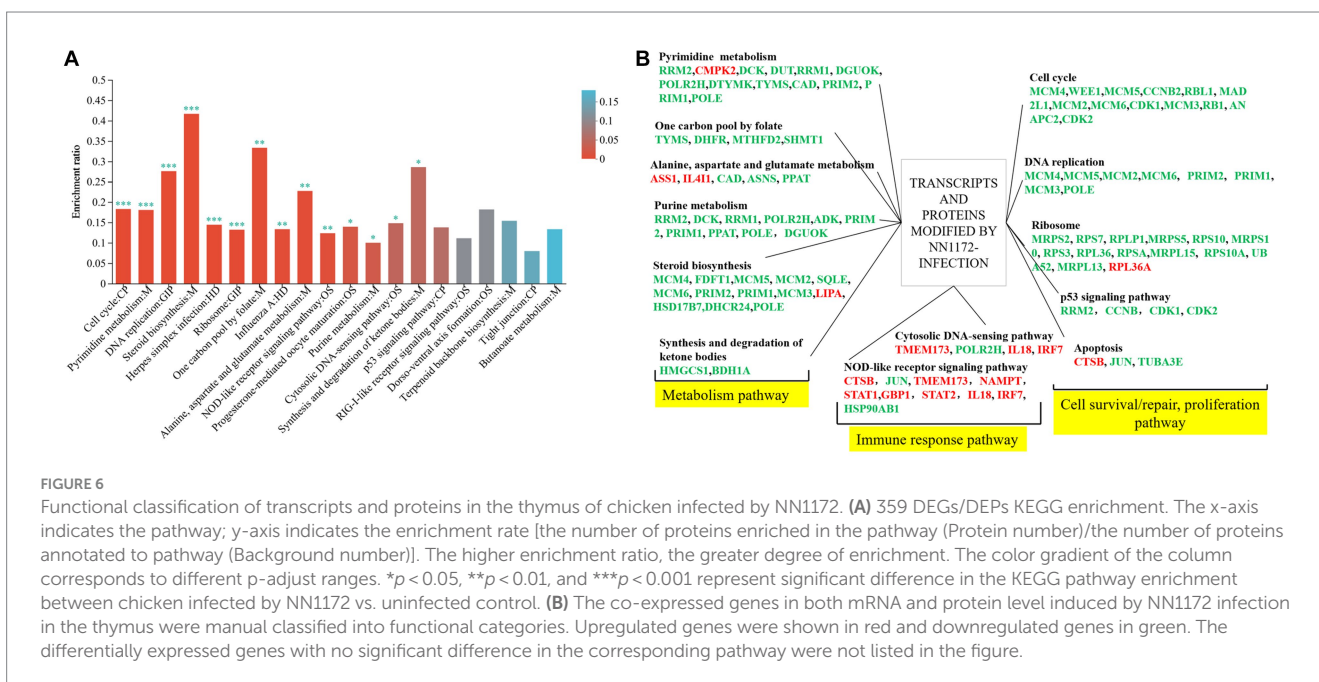 A
Enrichment ratio
0.5
0.45
0.4
0.35
0.3
0.25
0.2
0.15
0.1
0.05
0
***
***
***
***
***
***
**
**
**
**
*
*
*
*
0.15
0.1
0.05
0
Cell cycle:CP
Pyrimidine metabolism:M
DNA replication:GIP
Steroid biosynthesis:M
Herpes simplex infection:HD
Ribosome:GIP
One carbon pool by folate:M
Influenza A:HD
Alanine, aspartate and glutamate metabolism:M
NOD-like receptor signaling pathway:OS
Progesterone-mediated oocyte maturation:OS
Purine metabolism:M
Cytosolic DNA-sensing pathway:OS
Synthesis and degradation of ketone bodies:M
p53 signaling pathway:CP
RIG-I-like receptor signaling pathway:OS
Dorso-ventral axis formation:OS
Terpenoid backbone biosynthesis:M
Tight junction:CP
Butanoate metabolism:M
B
Pyrimidine metabolism
RRM2,CMPK2,DCK, DUT,RRM1, DGUOK,
POLR2H,DTYMK,TYMS,CAD, PRIM2, P
RIM1,POLE
One carbon pool by folate
TYMS, DHFR, MTHFD2,SHMT1
Alanine, aspartate and glutamate metabolism
ASS1, IL4I1, CAD, ASNS, PPAT
Purine metabolism
RRM2, DCK, RRM1, POLR2H,ADK, PRIM
2, PRIM1, PPAT, POLE， DGUOK
Steroid biosynthesis
MCM4, FDFT1,MCM5, MCM2, SQLE,
MCM6, PRIM2, PRIM1,MCM3,LIPA,
HSD17B7,DHCR24,POLE
Synthesis and degradation of
ketone bodies
HMGCS1,BDH1A
Metabolism pathway
TRANSCRIPTS
AND
PROTEINS
MODIFIED BY
NN1172-
INFECTION
Cytosolic DNA-sensing pathway
TMEM173, POLR2H, IL18, IRF7
NOD-like receptor signaling pathway
CTSB， JUN, TMEM173， NAMPT,
STAT1,GBP1， STAT2， IL18, IRF7,
HSP90AB1
Immune response pathway
Cell cycle
MCM4,WEE1,MCM5,CCNB2,RBL1, MAD
2L1,MCM2,MCM6,CDK1,MCM3,RB1, AN
APC2,CDK2
DNA replication
MCM4,MCM5,MCM2,MCM6， PRIM2， PRIM1,
MCM3,POLE
Ribosome
MRPS2, RPS7, RPLP1,MRPS5, RPS10, MRPS1
0, RPS3, RPL36, RPSA,MRPL15, RPS10A, UB
A52, MRPL13, RPL36A
p53 signaling pathway
RRM2， CCNB， CDK1, CDK2
Apoptosis
CTSB, JUN, TUBA3E
Cell survival/repair, proliferation
pathway
FIGURE 6
Functional classification of transcripts and proteins in the thymus of chicken infected by NN1172. (A) 359 DEGs/DEPs KEGG enrichment. The x-axis
indicates the pathway; y-axis indicates the enrichment rate [the number of proteins enriched in the pathway (Protein number)/the number of proteins
annotated to pathway (Background number)]. The higher enrichment ratio, the greater degree of enrichment. The color gradient of the column
corresponds to different p-adjust ranges. *p < 0.05, **p < 0.01, and ***p < 0.001 represent significant difference in the KEGG pathway enrichment
between chicken infected by NN1172 vs. uninfected control. (B) The co-expressed genes in both mRNA and protein level induced by NN1172 infection
in the thymus were manual classified into functional categories. Upregulated genes were shown in red and downregulated genes in green. The
differentially expressed genes with no significant difference in the corresponding pathway were not listed in the figure.